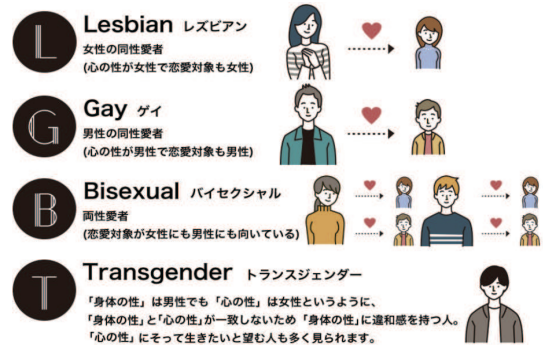 L
Lesbian レズビアン
女性の同性愛者
(心の性が女性で恋愛対象も女性)
G
Gay ゲイ
男性の同性愛者
(心の性が男性で恋愛対象も男性)
B
Bisexual バイセクシャル
両性愛者
(恋愛対象が女性にも男性にも向いている)
T
Transgender トランスジェンダー
「身体の性」は男性でも「心の性」は女性というように、
「身体の性」と「心の性」が一致しないため「身体の性」に違和感を持つ人。
「心の性」にそって生きたいと望む人も多く見られます。